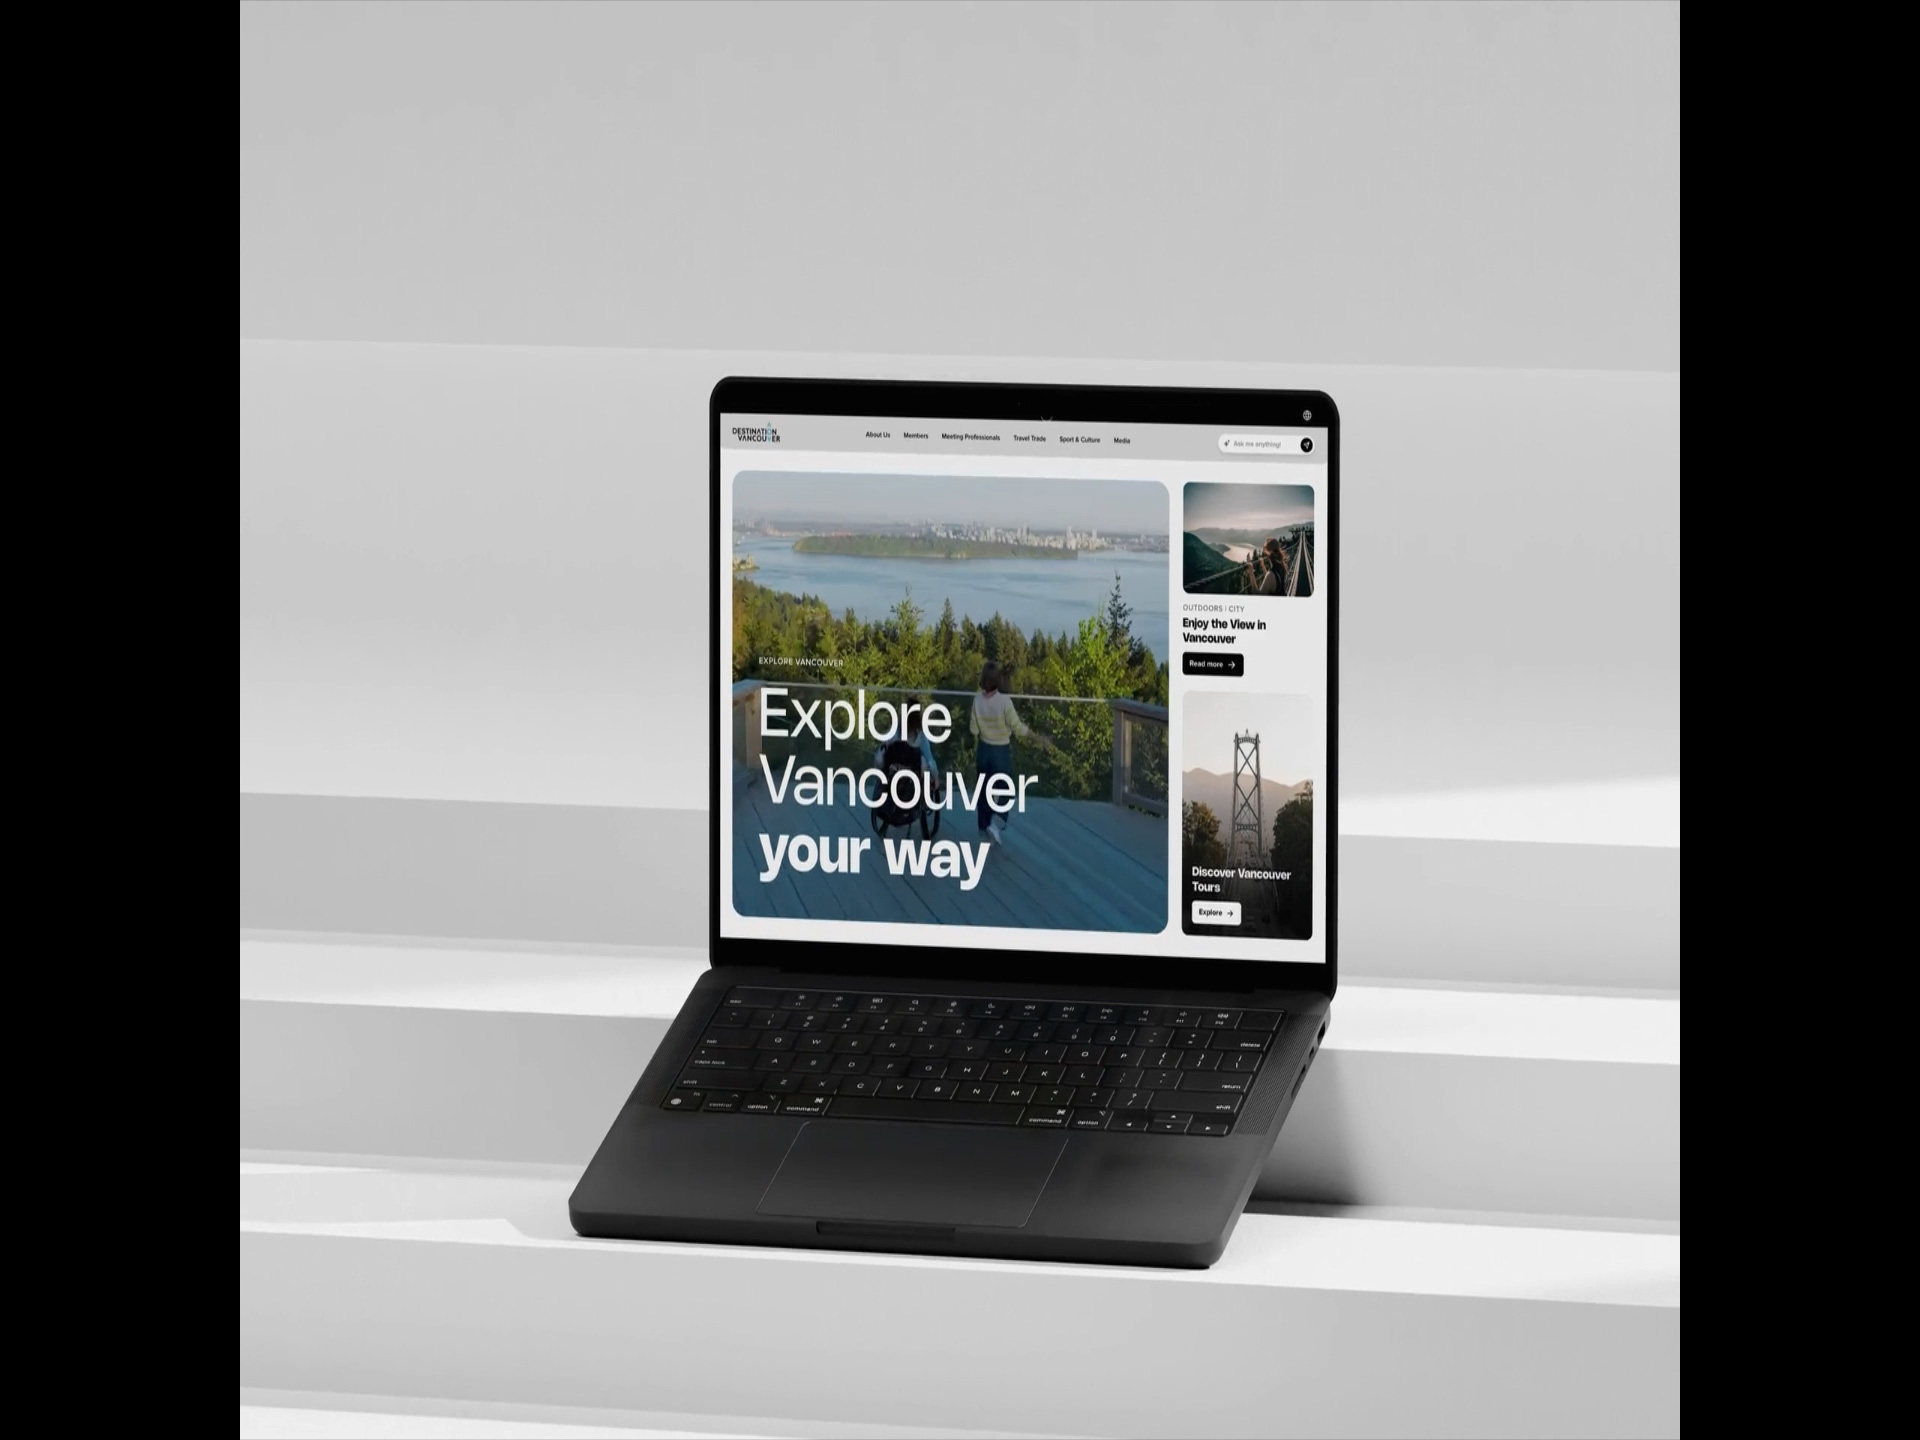 DESTINATION
VANCOUVER
About Us
Members
Meeting Professionals
Travel Trade
Sport & Culture
Media
Ask me anything!
EXPLORE VANCOUVER
Explore
Vancouver
your way
OUTDOORS | CITY
Enjoy the View in
Vancouver
Read more →
Discover Vancouver
Tours
Explore →
esc
delete
tab
Q W E R T Y U I O P
caps lock
A S D F G H J K L
return
shift
Z X C V B N M
shift
control
option
command
command
option